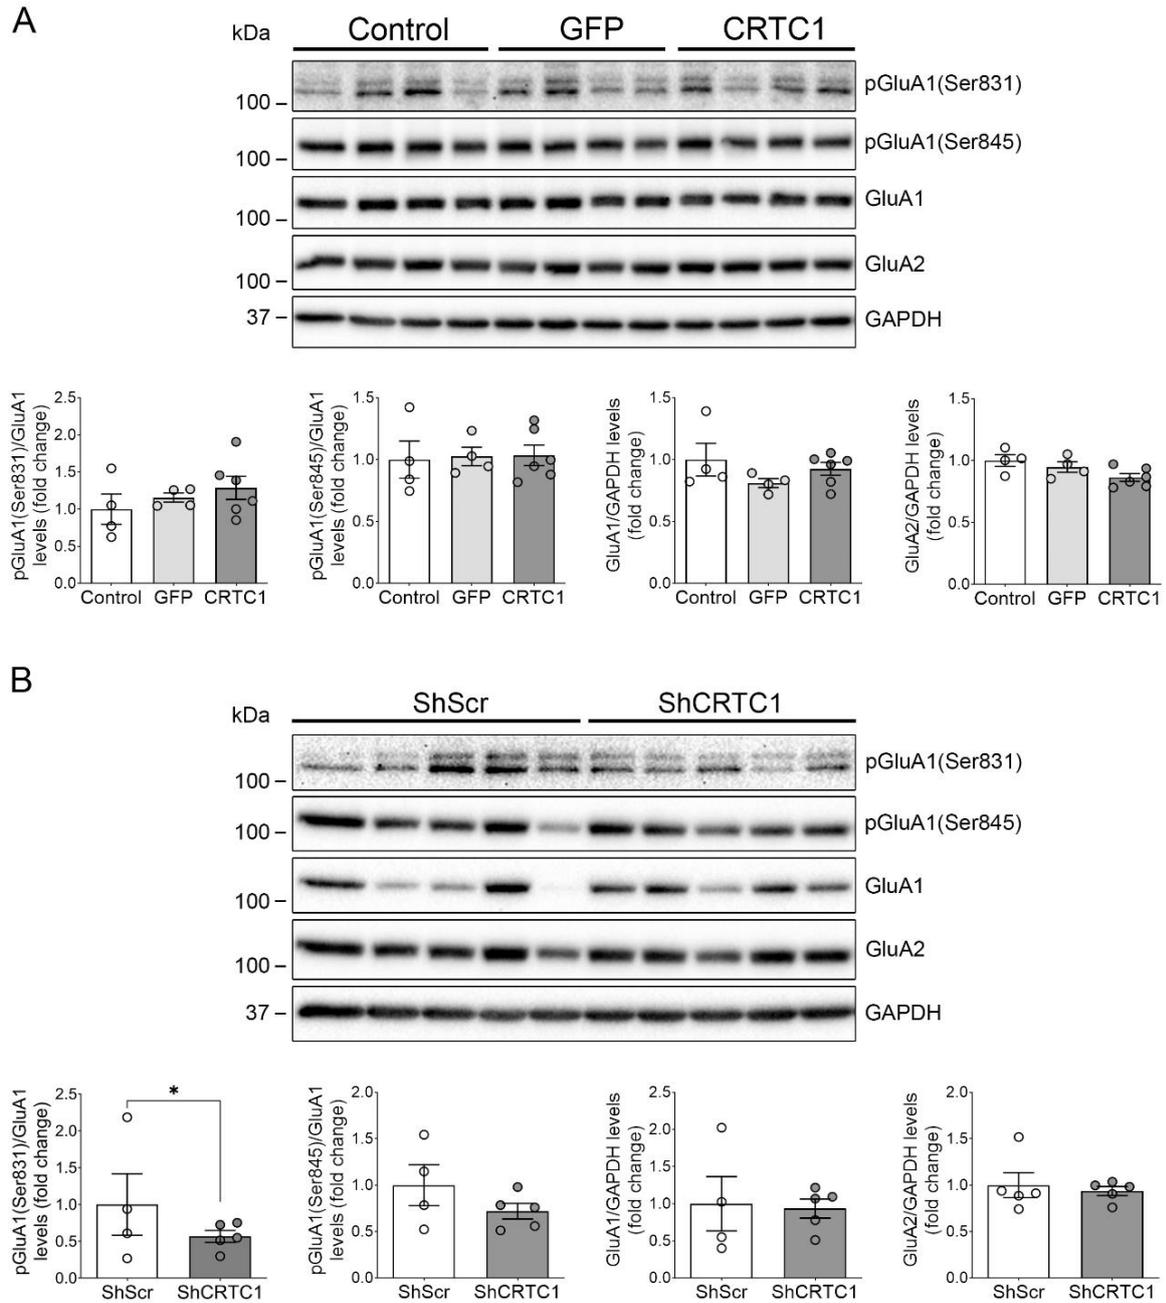 A
kDa
Control GFP CRTC1
100 – pGluA1(Ser831)
100 – pGluA1(Ser845)
100 – GluA1
100 – GluA2
37 – GAPDH
pGluA1(Ser831)/GluA1
levels (fold change)
2.5
2.0
1.5
1.0
0.5
0.0
Control GFP CRTC1
pGluA1(Ser845)/GluA1
levels (fold change)
1.5
1.0
0.5
0.0
Control GFP CRTC1
GluA1/GAPDH levels
(fold change)
1.5
1.0
0.5
0.0
Control GFP CRTC1
GluA2/GAPDH levels
(fold change)
1.5
1.0
0.5
0.0
Control GFP CRTC1
B
kDa
ShScr ShCRTC1
100 – pGluA1(Ser831)
100 – pGluA1(Ser845)
100 – GluA1
100 – GluA2
37 – GAPDH
pGluA1(Ser831)/GluA1
levels (fold change)
2.5
2.0
1.5
1.0
0.5
0.0
*
ShScr ShCRTC1
pGluA1(Ser845)/GluA1
levels (fold change)
2.0
1.5
1.0
0.5
0.0
ShScr ShCRTC1
GluA1/GAPDH levels
(fold change)
2.5
2.0
1.5
1.0
0.5
0.0
ShScr ShCRTC1
GluA2/GAPDH levels
(fold change)
2.0
1.5
1.0
0.5
0.0
ShScr ShCRTC1